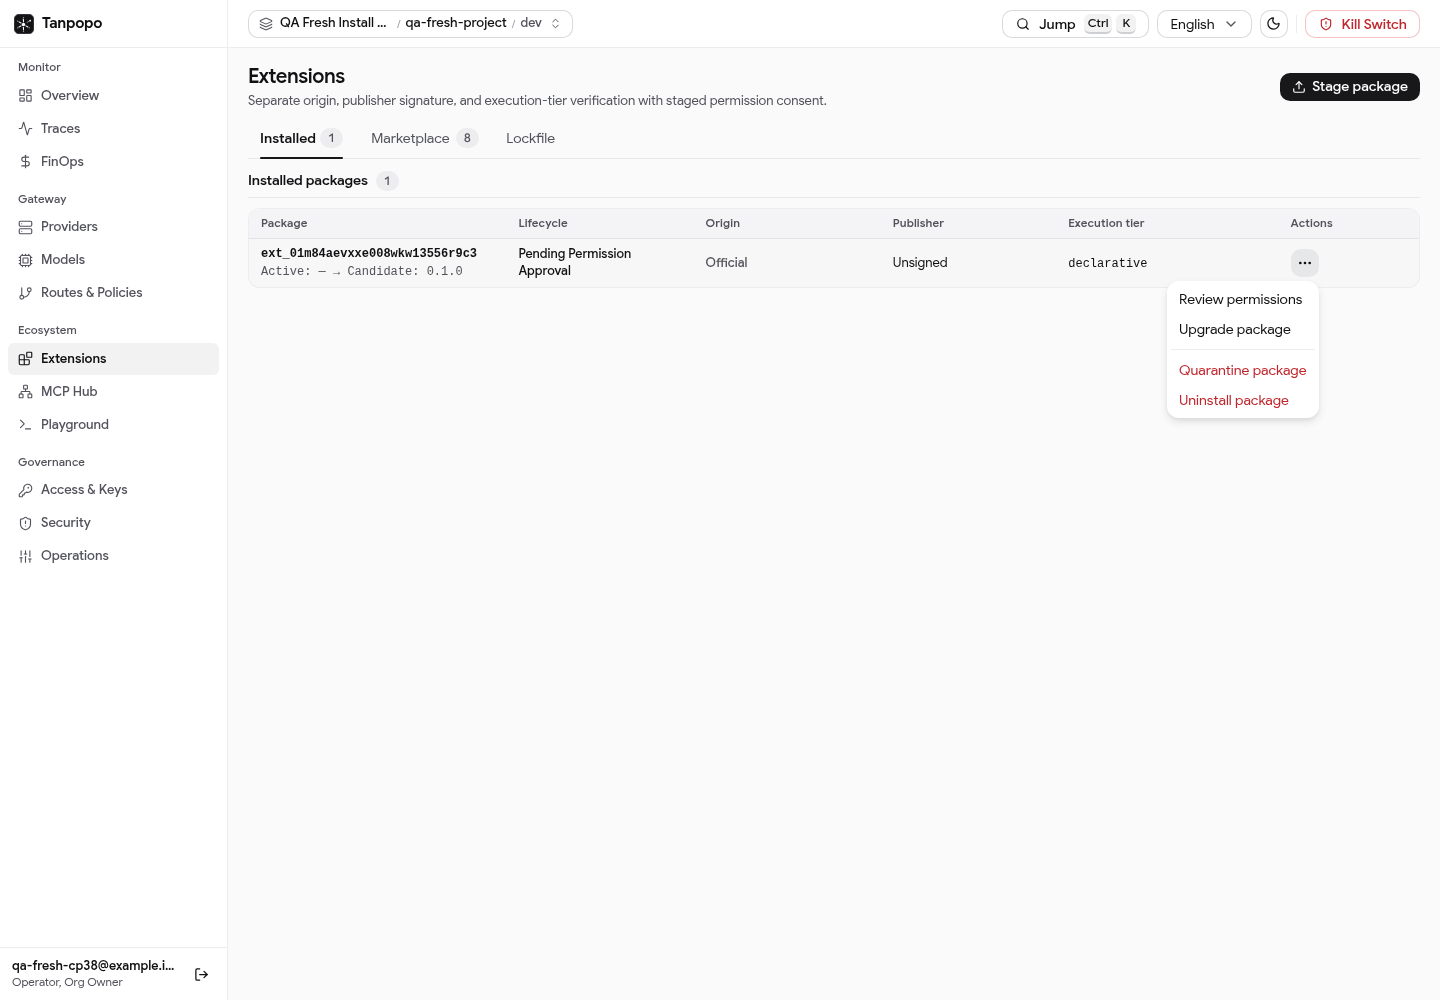 Tanpopo
QA Fresh Install ... / qa-fresh-project / dev
Jump Ctrl K
English
Kill Switch
Monitor
Overview
Traces
FinOps
Gateway
Providers
Models
Routes & Policies
Ecosystem
Extensions
MCP Hub
Playground
Governance
Access & Keys
Security
Operations
qa-fresh-cp38@example.i...
Operator, Org Owner
Extensions
Separate origin, publisher signature, and execution-tier verification with staged permission consent.
Stage package
Installed 1 Marketplace 8 Lockfile
Installed packages 1
Package Lifecycle Origin Publisher Execution tier Actions
ext_01m84aevxxe008wkw13556r9c3
Active: — → Candidate: 0.1.0
Pending Permission
Approval
Official
Unsigned
declarative
Review permissions
Upgrade package
Quarantine package
Uninstall package